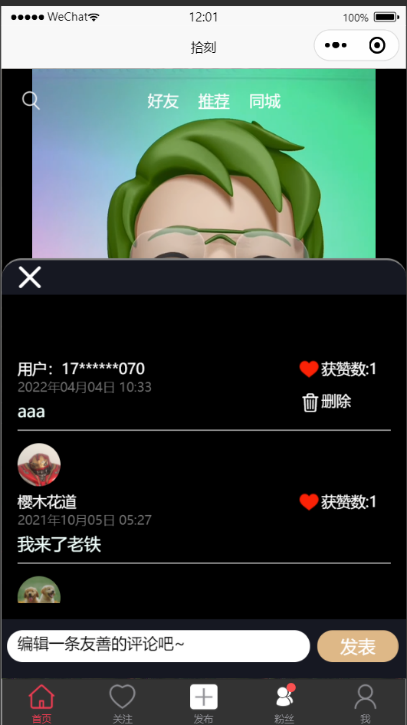 WeChat 12:01 100%
拾刻
好友 推荐 同城
用户：17******070 获赞数:1
2022年04月04日 10:33
删除
aaa
樱木花道 获赞数:1
2021年10月05日 05:27
我来了老铁
编辑一条友善的评论吧~ 发表
首页 关注 发布 粉丝 我